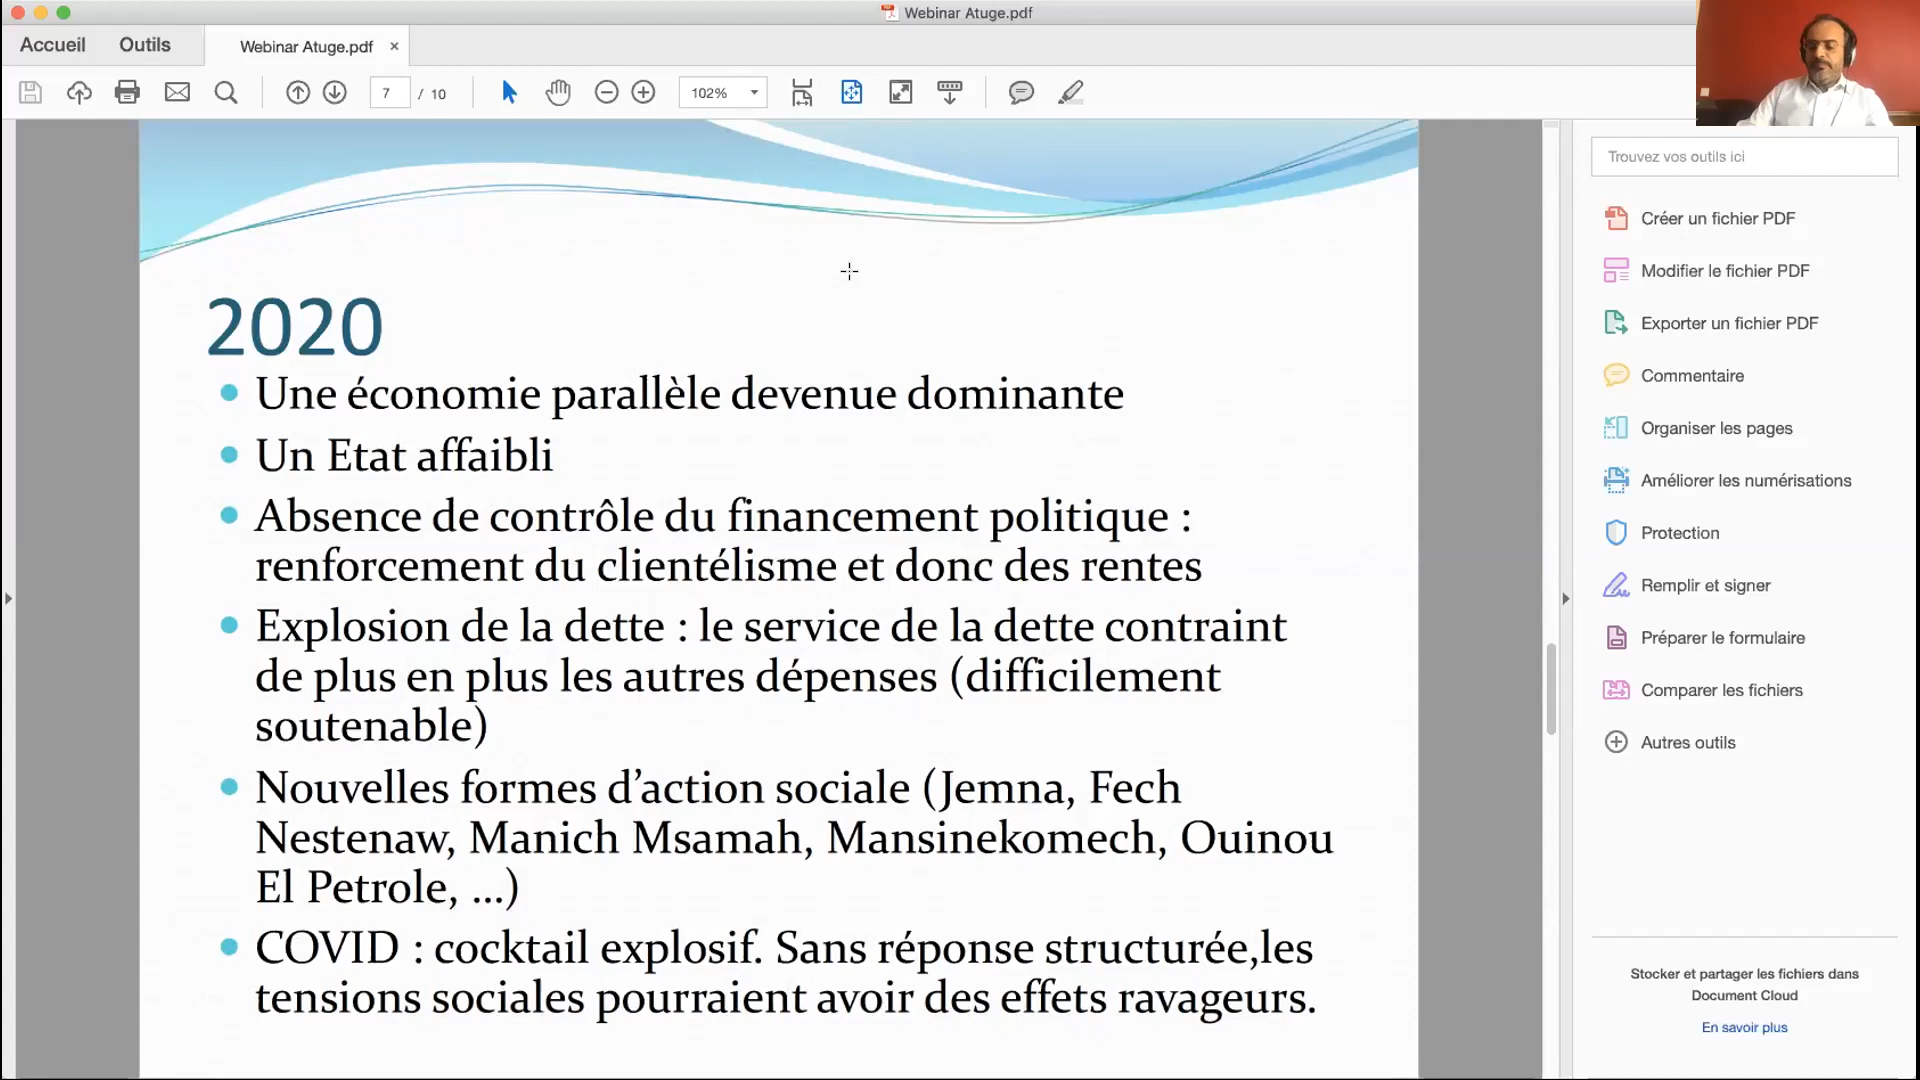 Webinar Atuge.pdf
Accueil
Outils
Webinar Atuge.pdf
7 / 10
102%
Trouvez vos outils ici
Créer un fichier PDF
Modifier le fichier PDF
Exporter un fichier PDF
Commentaire
Organiser les pages
Améliorer les numérisations
Protection
Remplir et signer
Préparer le formulaire
Comparer les fichiers
Autres outils
Stocker et partager les fichiers dans
Document Cloud
En savoir plus
2020
Une économie parallèle devenue dominante
Un Etat affaibli
Absence de contrôle du financement politique :
renforcement du clientélisme et donc des rentes
Explosion de la dette : le service de la dette contraint
de plus en plus les autres dépenses (difficilement
soutenable)
Nouvelles formes d’action sociale (Jemna, Fech
Nestenaw, Manich Msamah, Mansinekomech, Ouinou
El Petrole, ...)
COVID : cocktail explosif. Sans réponse structurée,les
tensions sociales pourraient avoir des effets ravageurs.